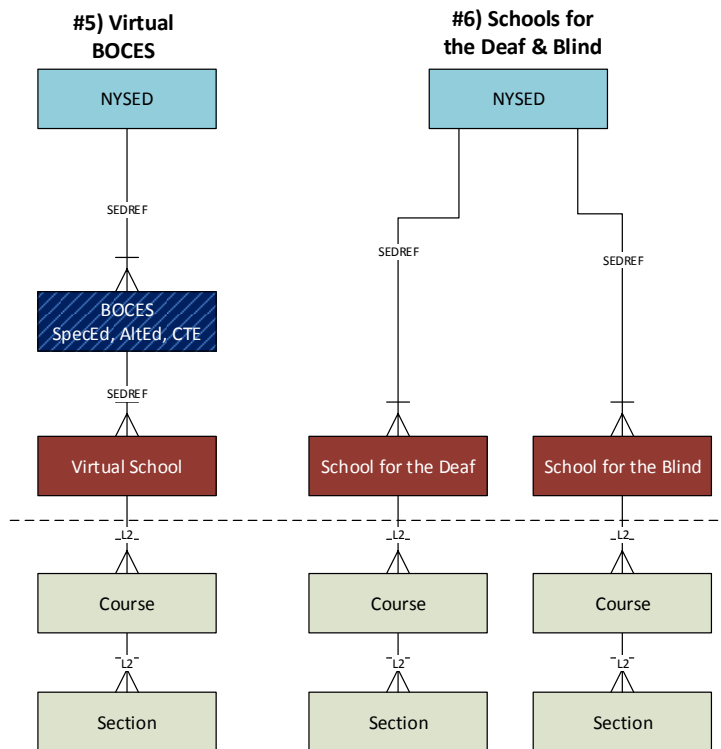 #5) Virtual
BOCES
NYSED
SEDREF
BOCES
SpecEd, AltEd, CTE
SEDREF
Virtual School
L2
Course
L2
Section
#6) Schools for
the Deaf & Blind
NYSED
SEDREF
SEDREF
School for the Deaf
School for the Blind
L2
L2
Course
Course
L2
L2
Section
Section